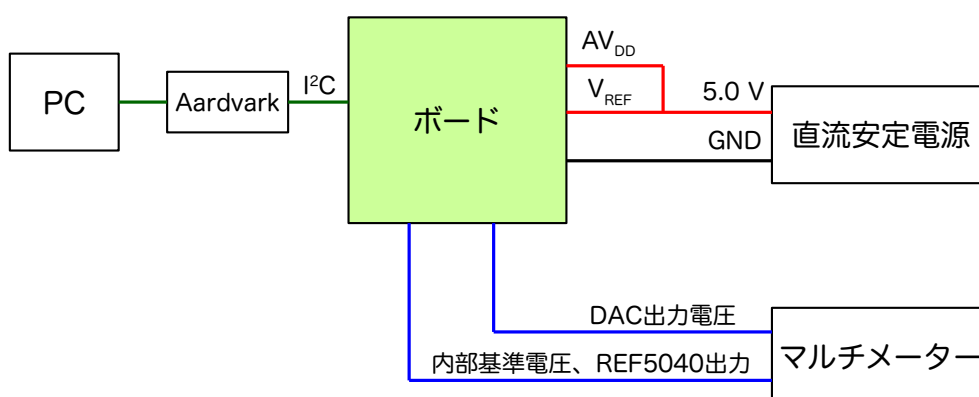 PC
Aardvark
I²C
ボード
AV_DD
V_REF
5.0 V
GND
直流安定電源
DAC出力電圧
内部基準電圧、REF5040出力
マルチメーター